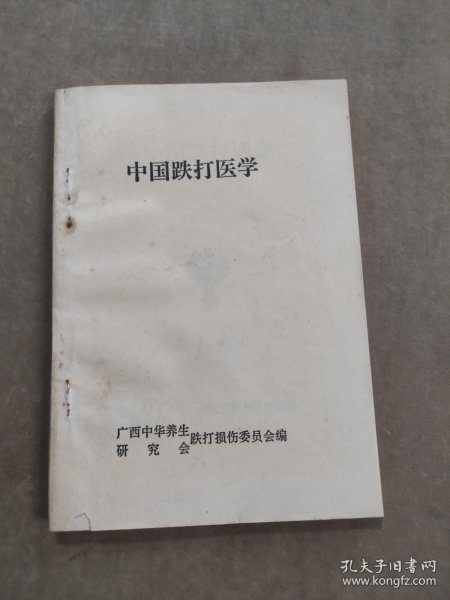 中国跌打医学
广西中华养生
研究会
跌打损伤委员会编
孔夫子旧书网
www.kongfz.com